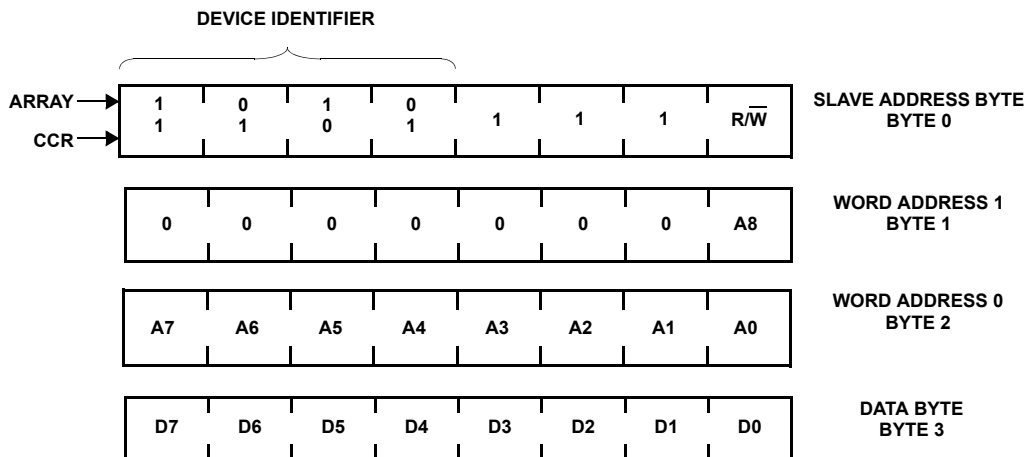 DEVICE IDENTIFIER
ARRAY 1 0 1 0
CCR 1 1 0 1 1 1 1 R/W̅
SLAVE ADDRESS BYTE
BYTE 0
0 0 0 0 0 0 0 A8
WORD ADDRESS 1
BYTE 1
A7 A6 A5 A4 A3 A2 A1 A0
WORD ADDRESS 0
BYTE 2
D7 D6 D5 D4 D3 D2 D1 D0
DATA BYTE
BYTE 3